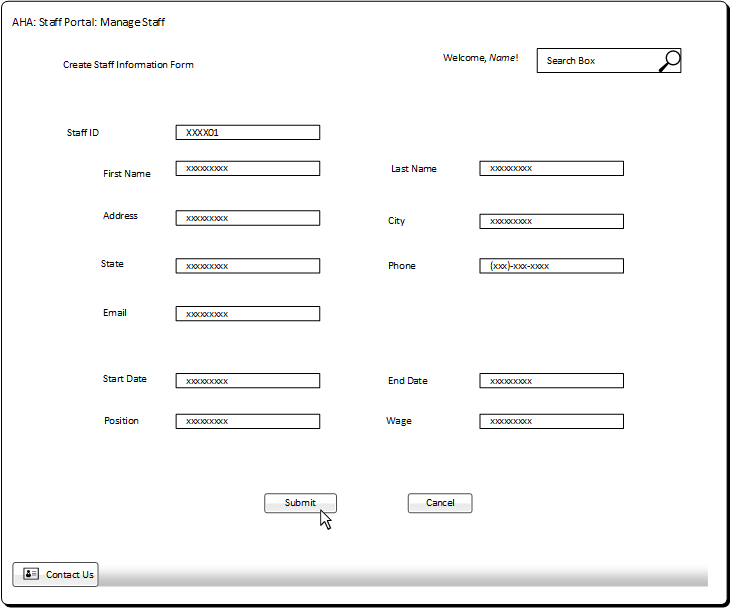 AHA: Staff Portal: Manage Staff
Create Staff Information Form
Welcome, Name!
Search Box
Staff ID XXXX01
First Name xxxxxxxxx Last Name xxxxxxxxx
Address xxxxxxxxx City xxxxxxxxx
State xxxxxxxxx Phone (xxx)-xxx-xxxx
Email xxxxxxxxx
Start Date xxxxxxxxx End Date xxxxxxxxx
Position xxxxxxxxx Wage xxxxxxxxx
Submit Cancel
Contact Us